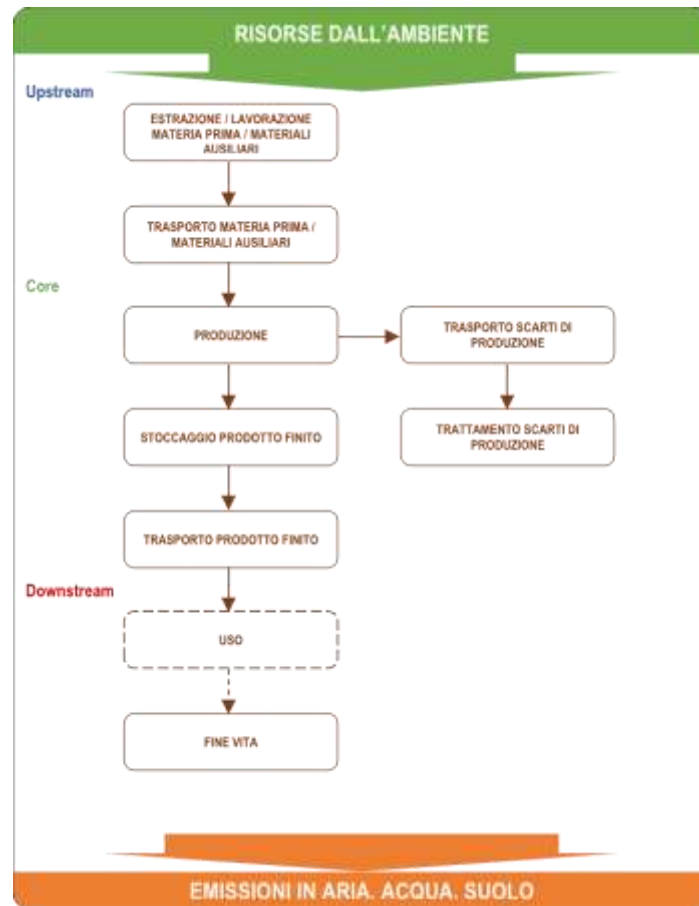 RISORSE DALL'AMBIENTE
Upstream
ESTRAZIONE / LAVORAZIONE
MATERIA PRIMA / MATERIALI
AUSILIARI
TRASPORTO MATERIA PRIMA /
MATERIALI AUSILIARI
Core
PRODUZIONE
TRASPORTO SCARTI DI
PRODUZIONE
STOCCAGGIO PRODOTTO FINITO
TRATTAMENTO SCARTI DI
PRODUZIONE
TRASPORTO PRODOTTO FINITO
Downstream
USO
FINE VITA
EMISSIONI IN ARIA. ACQUA. SUOLO